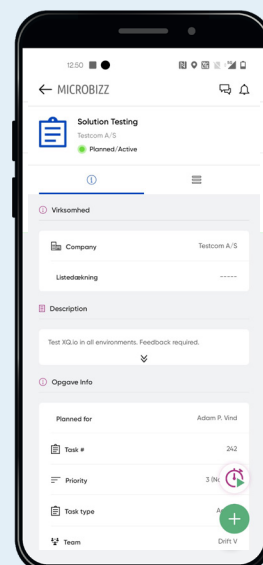 12:50
MICROBIZZ
Solution Testing
Testcom A/S
Planned/Active
Virksomhed
Company Testcom A/S
Listedækning -----
Description
Test XQ.io in all environments. Feedback required.
Opgave Info
Planned for Adam P. Vind
Task # 242
Priority 3
Task type
Team Drift V